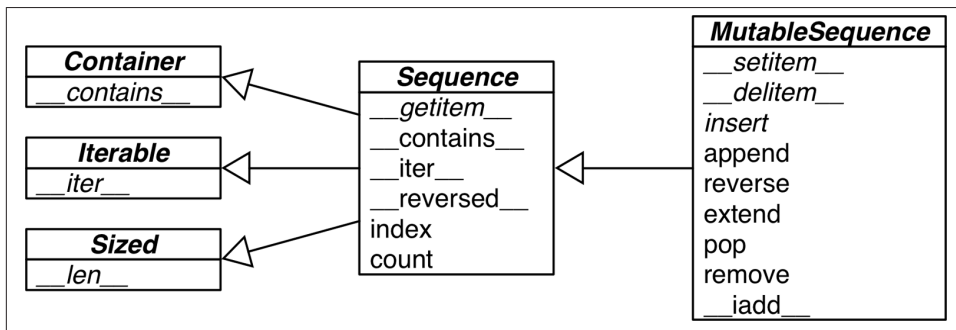 Container
__contains__
Iterable
__iter__
Sized
__len__
Sequence
__getitem__
__contains__
__iter__
__reversed__
index
count
MutableSequence
__setitem__
__delitem__
insert
append
reverse
extend
pop
remove
__iadd__